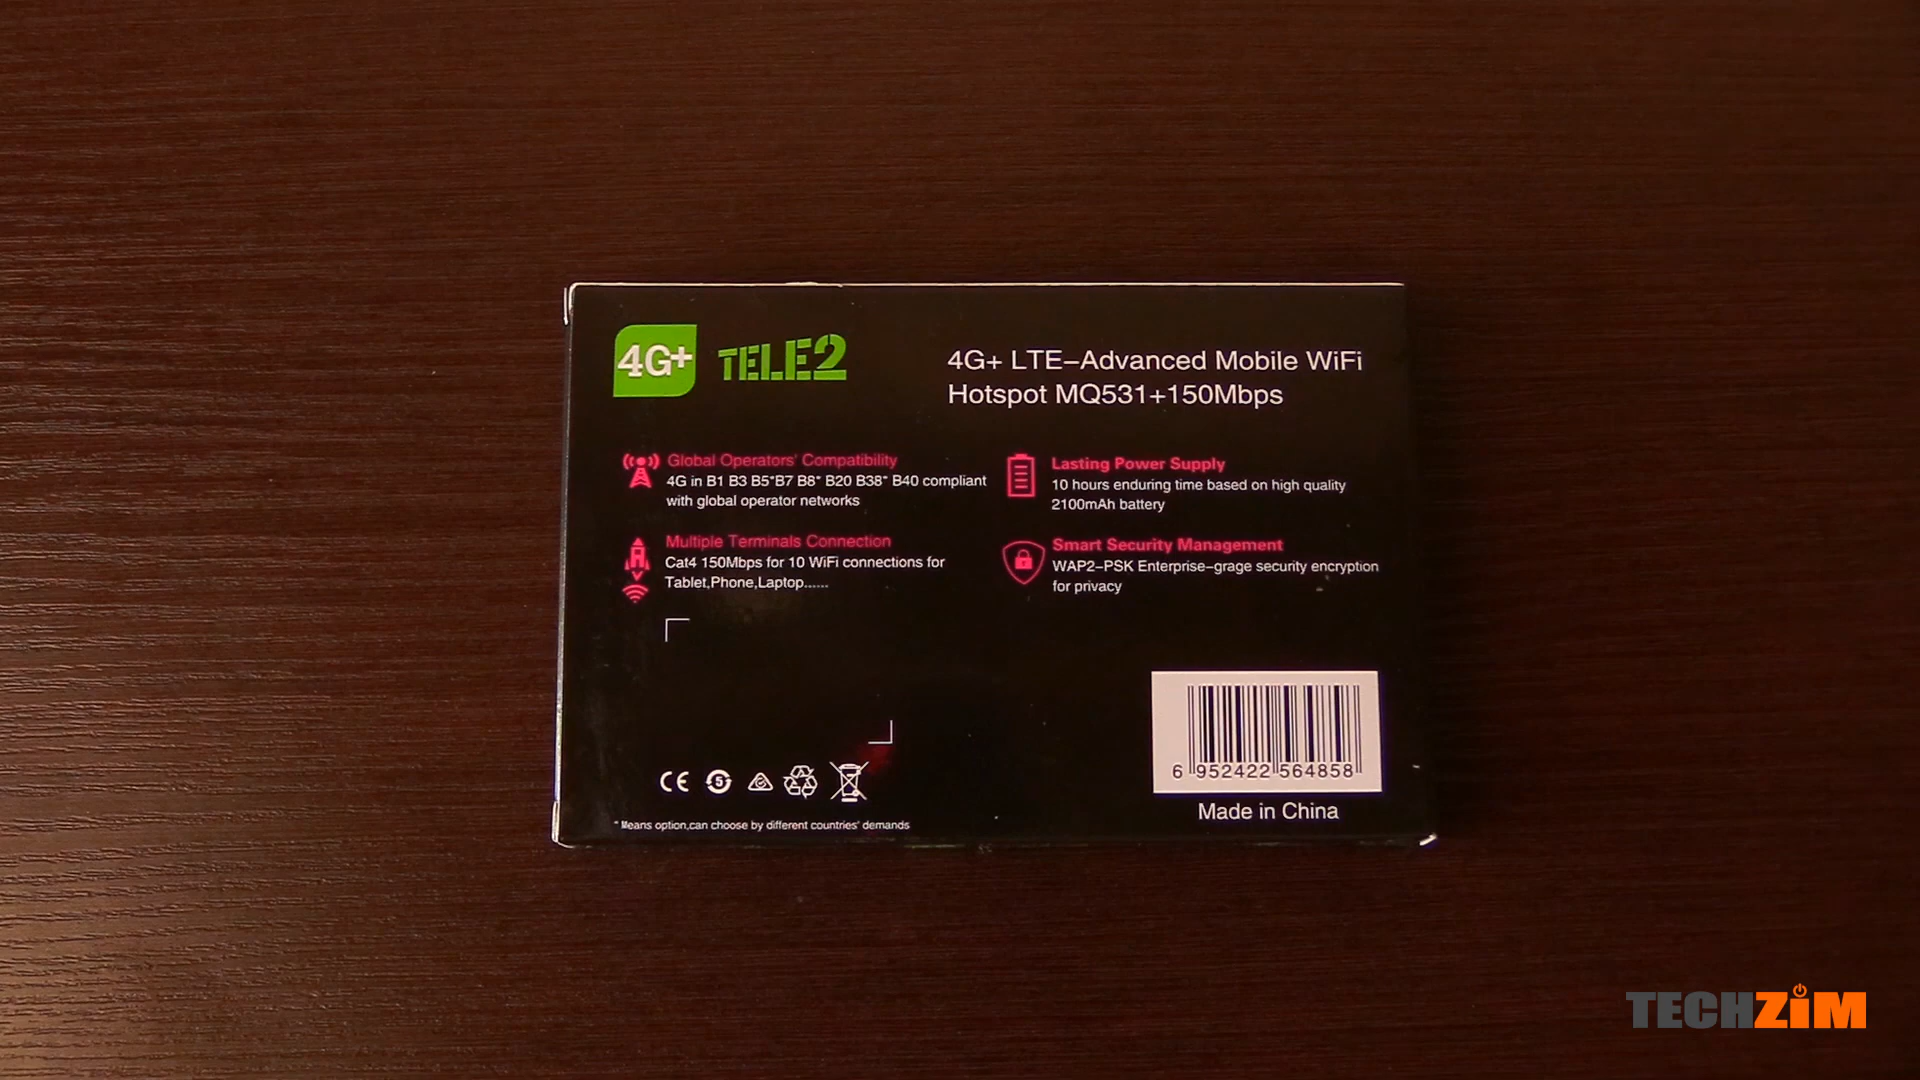 4G+ TELE2
4G+ LTE-Advanced Mobile WiFi
Hotspot MQ531+150Mbps
Global Operators' Compatibility
4G in B1 B3 B5*B7 B8* B20 B38* B40 compliant
with global operator networks
Lasting Power Supply
10 hours enduring time based on high quality
2100mAh battery
Multiple Terminals Connection
Cat4 150Mbps for 10 WiFi connections for
Tablet,Phone,Laptop......
Smart Security Management
WAP2-PSK Enterprise-grage security encryption
for privacy
CE 5
6 952422 564858
Made in China
* Means option,can choose by different countries' demands
TECHZiM